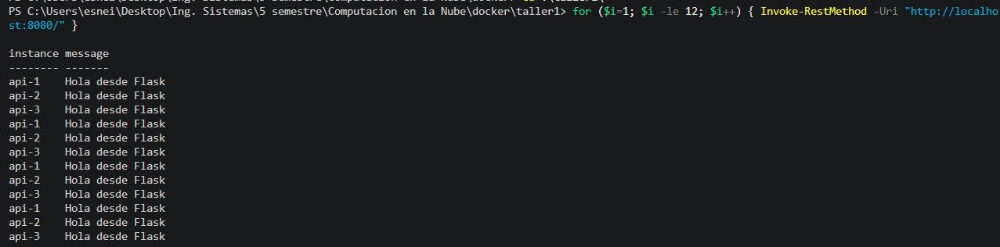 PS C:\Users\esnei\Desktop\Ing. Sistemas\5 semestre\Computacion en la Nube\docker\taller1> for ($i=1; $i -le 12; $i++) { Invoke-RestMethod -Uri "http://localho
st:8080/" }
instance message
-------- -------
api-1    Hola desde Flask
api-2    Hola desde Flask
api-3    Hola desde Flask
api-1    Hola desde Flask
api-2    Hola desde Flask
api-3    Hola desde Flask
api-1    Hola desde Flask
api-2    Hola desde Flask
api-3    Hola desde Flask
api-1    Hola desde Flask
api-2    Hola desde Flask
api-3    Hola desde Flask